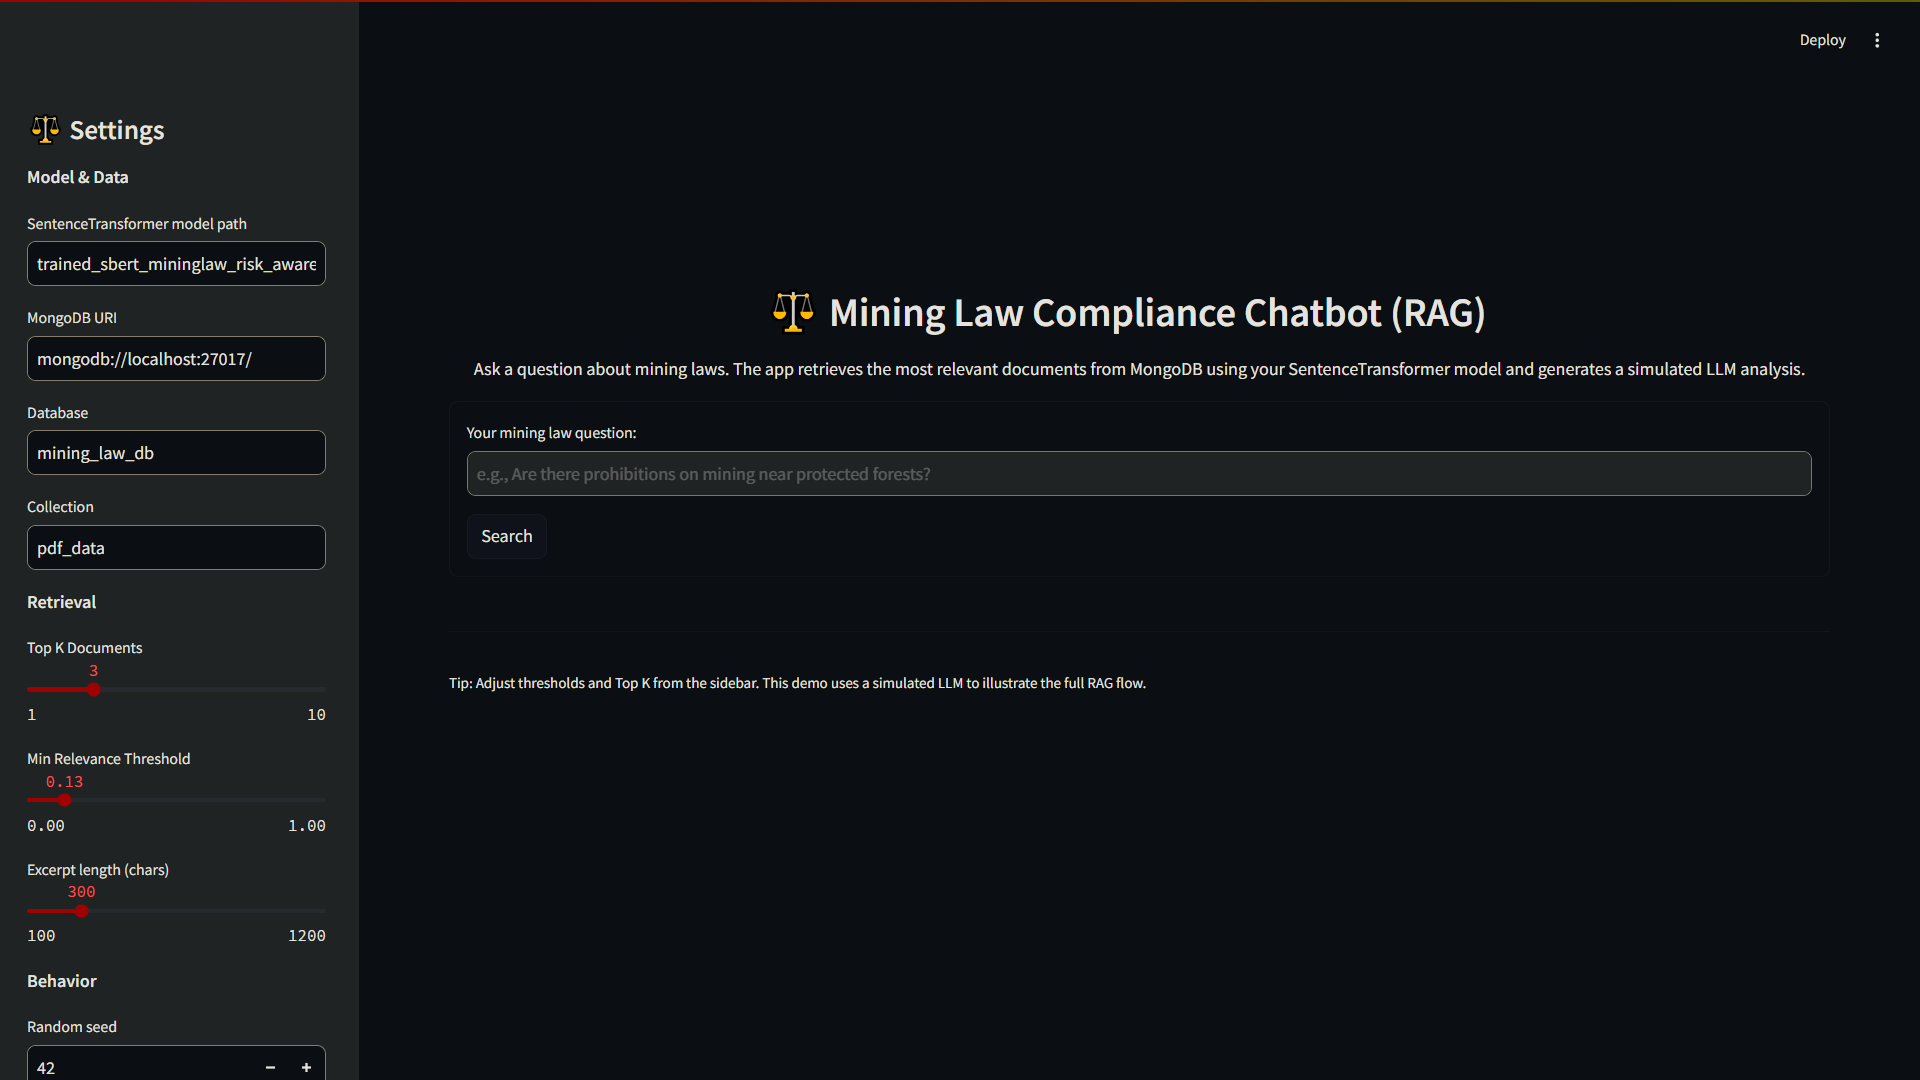 Deploy
Settings
Model & Data
SentenceTransformer model path
trained_sbert_mininglaw_risk_aware
MongoDB URI
mongodb://localhost:27017/
Database
mining_law_db
Collection
pdf_data
Retrieval
Top K Documents
3
1 10
Min Relevance Threshold
0.13
0.00 1.00
Excerpt length (chars)
300
100 1200
Behavior
Random seed
42
Mining Law Compliance Chatbot (RAG)
Ask a question about mining laws. The app retrieves the most relevant documents from MongoDB using your SentenceTransformer model and generates a simulated LLM analysis.
Your mining law question:
e.g., Are there prohibitions on mining near protected forests?
Search
Tip: Adjust thresholds and Top K from the sidebar. This demo uses a simulated LLM to illustrate the full RAG flow.